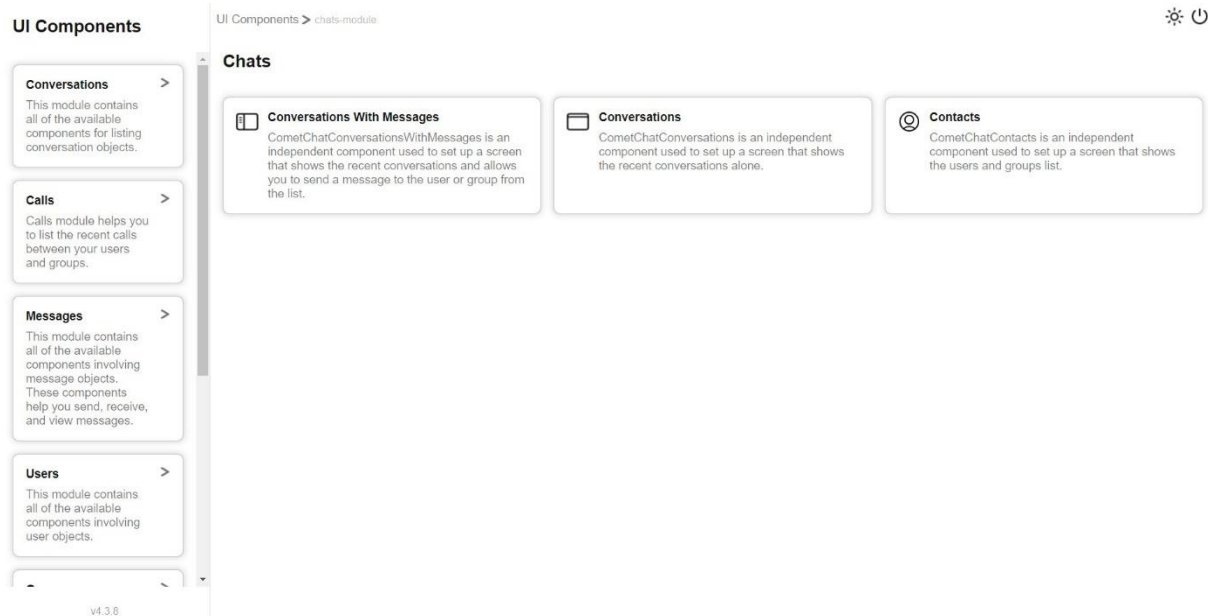 UI Components
Conversations >
This module contains
all of the available
components for listing
conversation objects.
Calls >
Calls module helps you
to list the recent calls
between your users
and groups.
Messages >
This module contains
all of the available
components involving
message objects.
These components
help you send, receive,
and view messages.
Users >
This module contains
all of the available
components involving
user objects.
v4.3.8
UI Components > chats-module
Chats
Conversations With Messages
CometChatConversationsWithMessages is an
independent component used to set up a screen
that shows the recent conversations and allows
you to send a message to the user or group from
the list.
Conversations
CometChatConversations is an independent
component used to set up a screen that shows
the recent conversations alone.
Contacts
CometChatContacts is an independent
component used to set up a screen that shows
the users and groups list.